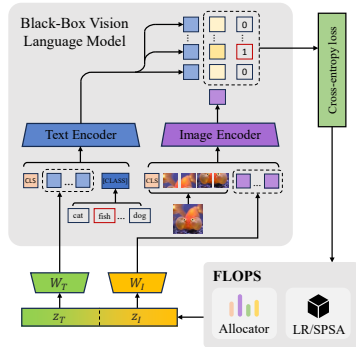 Black-Box Vision
Language Model
0
1
0
Cross-entropy loss
Text Encoder
Image Encoder
CLS
...
[CLASS]
CLS
...
cat
fish
...
dog
W_T
W_I
z_T
z_I
FLOPS
Allocator
LR/SPSA